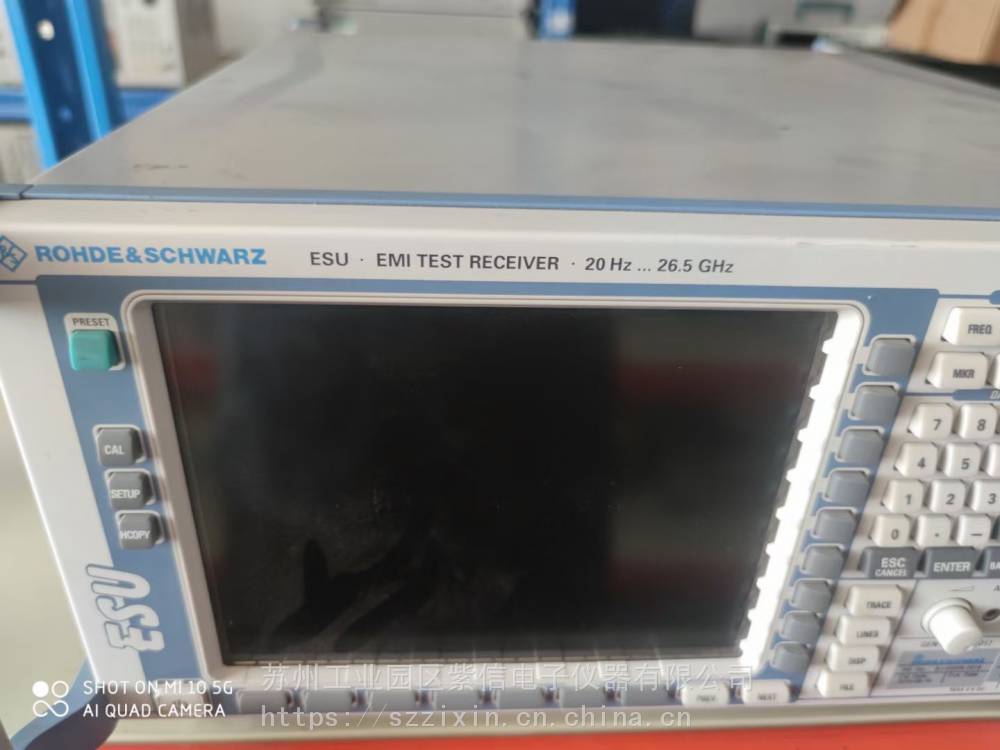 ROHDE&SCHWARZ ESU · EMI TEST RECEIVER · 20 Hz ... 26.5 GHz
PRESET
FREQ
MKR
7 8
CAL
4 5
SETUP
1 2 3
HCOPY
0 . —
ESC
CANCEL
ENTER
TRACE
LINES
DISP
FILE
ESU
PREV
NEXT
SHOT ON MI 10 5G
AI QUAD CAMERA
苏州工业园区紫信电子仪器有限公司
https://szzixin.cn.china.cn